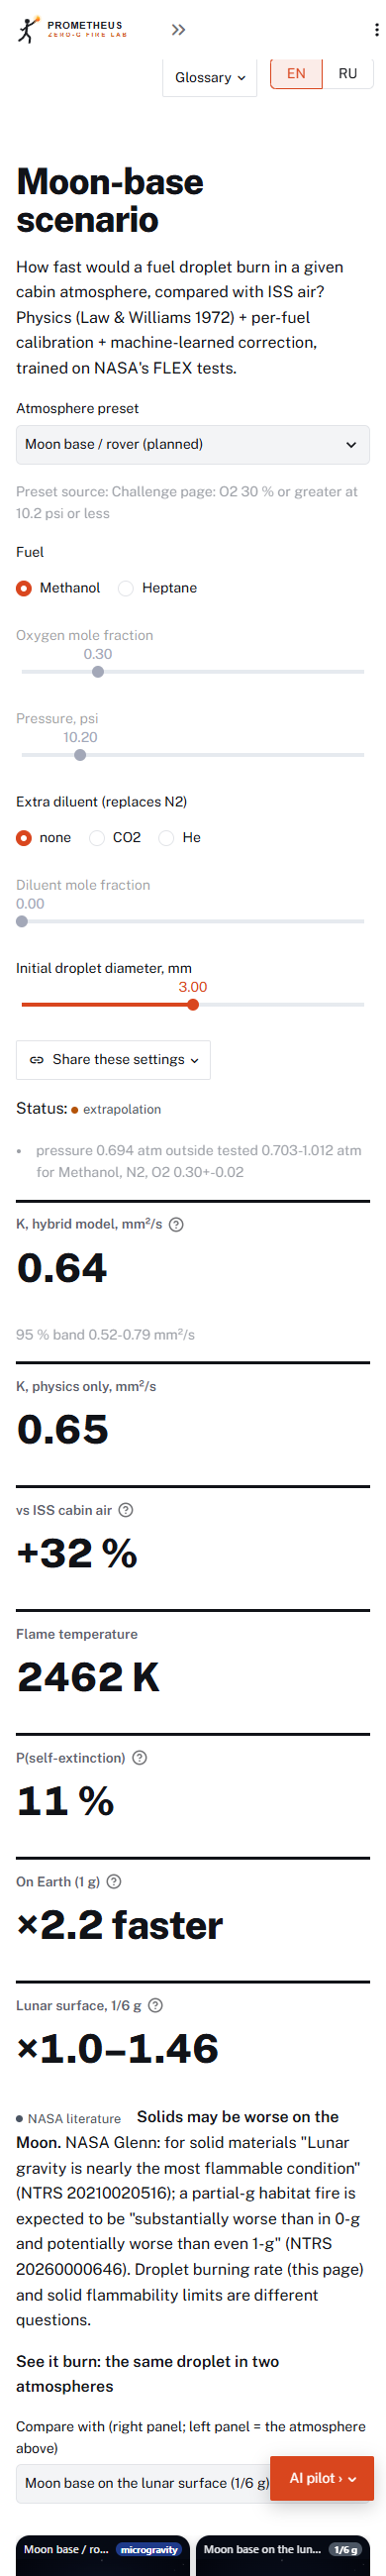 PROMETHEUS
ZERO-G FIRE LAB
Glossary
EN
RU
Moon-base
scenario
How fast would a fuel droplet burn in a given
cabin atmosphere, compared with ISS air?
Physics (Law & Williams 1972) + per-fuel
calibration + machine-learned correction,
trained on NASA's FLEX tests.
Atmosphere preset
Moon base / rover (planned)
Preset source: Challenge page: O2 30 % or greater at
10.2 psi or less
Fuel
Methanol
Heptane
Oxygen mole fraction
0.30
Pressure, psi
10.20
Extra diluent (replaces N2)
none
CO2
He
Diluent mole fraction
0.00
Initial droplet diameter, mm
3.00
Share these settings
Status: extrapolation
pressure 0.694 atm outside tested 0.703-1.012 atm
for Methanol, N2, O2 0.30+-0.02
K, hybrid model, mm²/s
0.64
95 % band 0.52-0.79 mm²/s
K, physics only, mm²/s
0.65
vs ISS cabin air
+32 %
Flame temperature
2462 K
P(self-extinction)
11 %
On Earth (1 g)
×2.2 faster
Lunar surface, 1/6 g
×1.0–1.46
NASA literature Solids may be worse on the
Moon. NASA Glenn: for solid materials "Lunar
gravity is nearly the most flammable condition"
(NTRS 20210020516); a partial-g habitat fire is
expected to be "substantially worse than in 0-g
and potentially worse than even 1-g" (NTRS
20260000646). Droplet burning rate (this page)
and solid flammability limits are different
questions.
See it burn: the same droplet in two
atmospheres
Compare with (right panel; left panel = the atmosphere
above)
Moon base on the lunar surface (1/6 g)
AI pilot ›
Moon base / ro...
microgravity
Moon base on the lun...
1/6 g